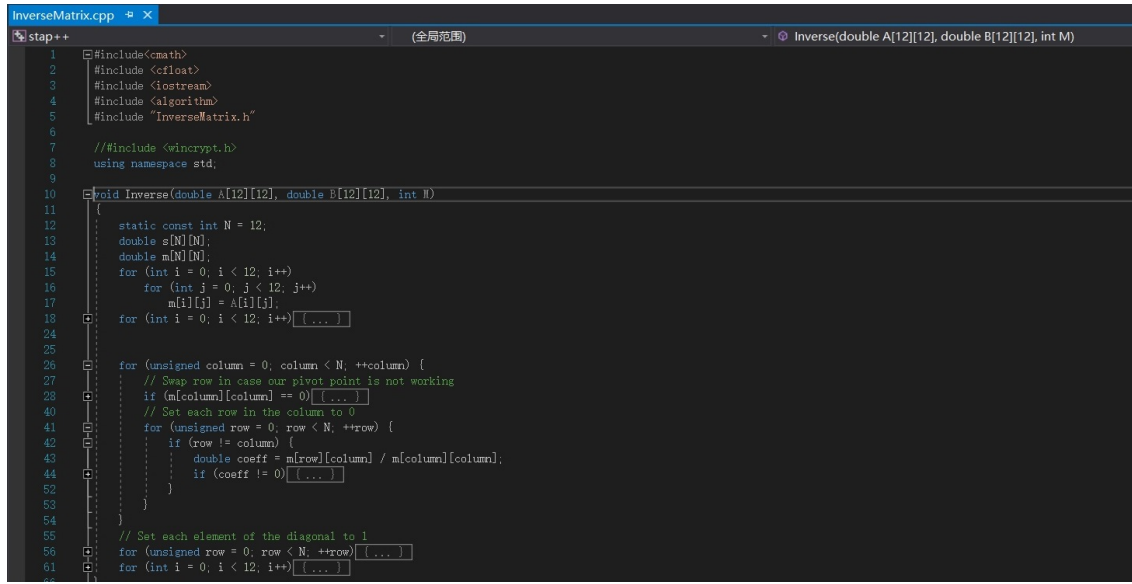 InverseMatrix.cpp
stap++ (全局范围) Inverse(double A[12][12], double B[12][12], int M)
1 #include<cmath>
2 #include <cfloat>
3 #include <iostream>
4 #include <algorithm>
5 #include "InverseMatrix.h"
6
7 //#include <wincrypt.h>
8 using namespace std;
9
10 void Inverse(double A[12][12], double B[12][12], int M)
11 {
12 static const int N = 12;
13 double s[N][N];
14 double m[N][N];
15 for (int i = 0; i < 12; i++)
16 for (int j = 0; j < 12; j++)
17 m[i][j] = A[i][j];
18 for (int i = 0; i < 12; i++) { ... }
24
25
26 for (unsigned column = 0; column < N; ++column) {
27 // Swap row in case our pivot point is not working
28 if (m[column][column] == 0) { ... }
40 // Set each row in the column to 0
41 for (unsigned row = 0; row < N; ++row) {
42 if (row != column) {
43 double coeff = m[row][column] / m[column][column];
44 if (coeff != 0) { ... }
52 }
53 }
54 }
55 // Set each element of the diagonal to 1
56 for (unsigned row = 0; row < N; ++row) { ... }
61 for (int i = 0; i < 12; i++) { ... }
66 }